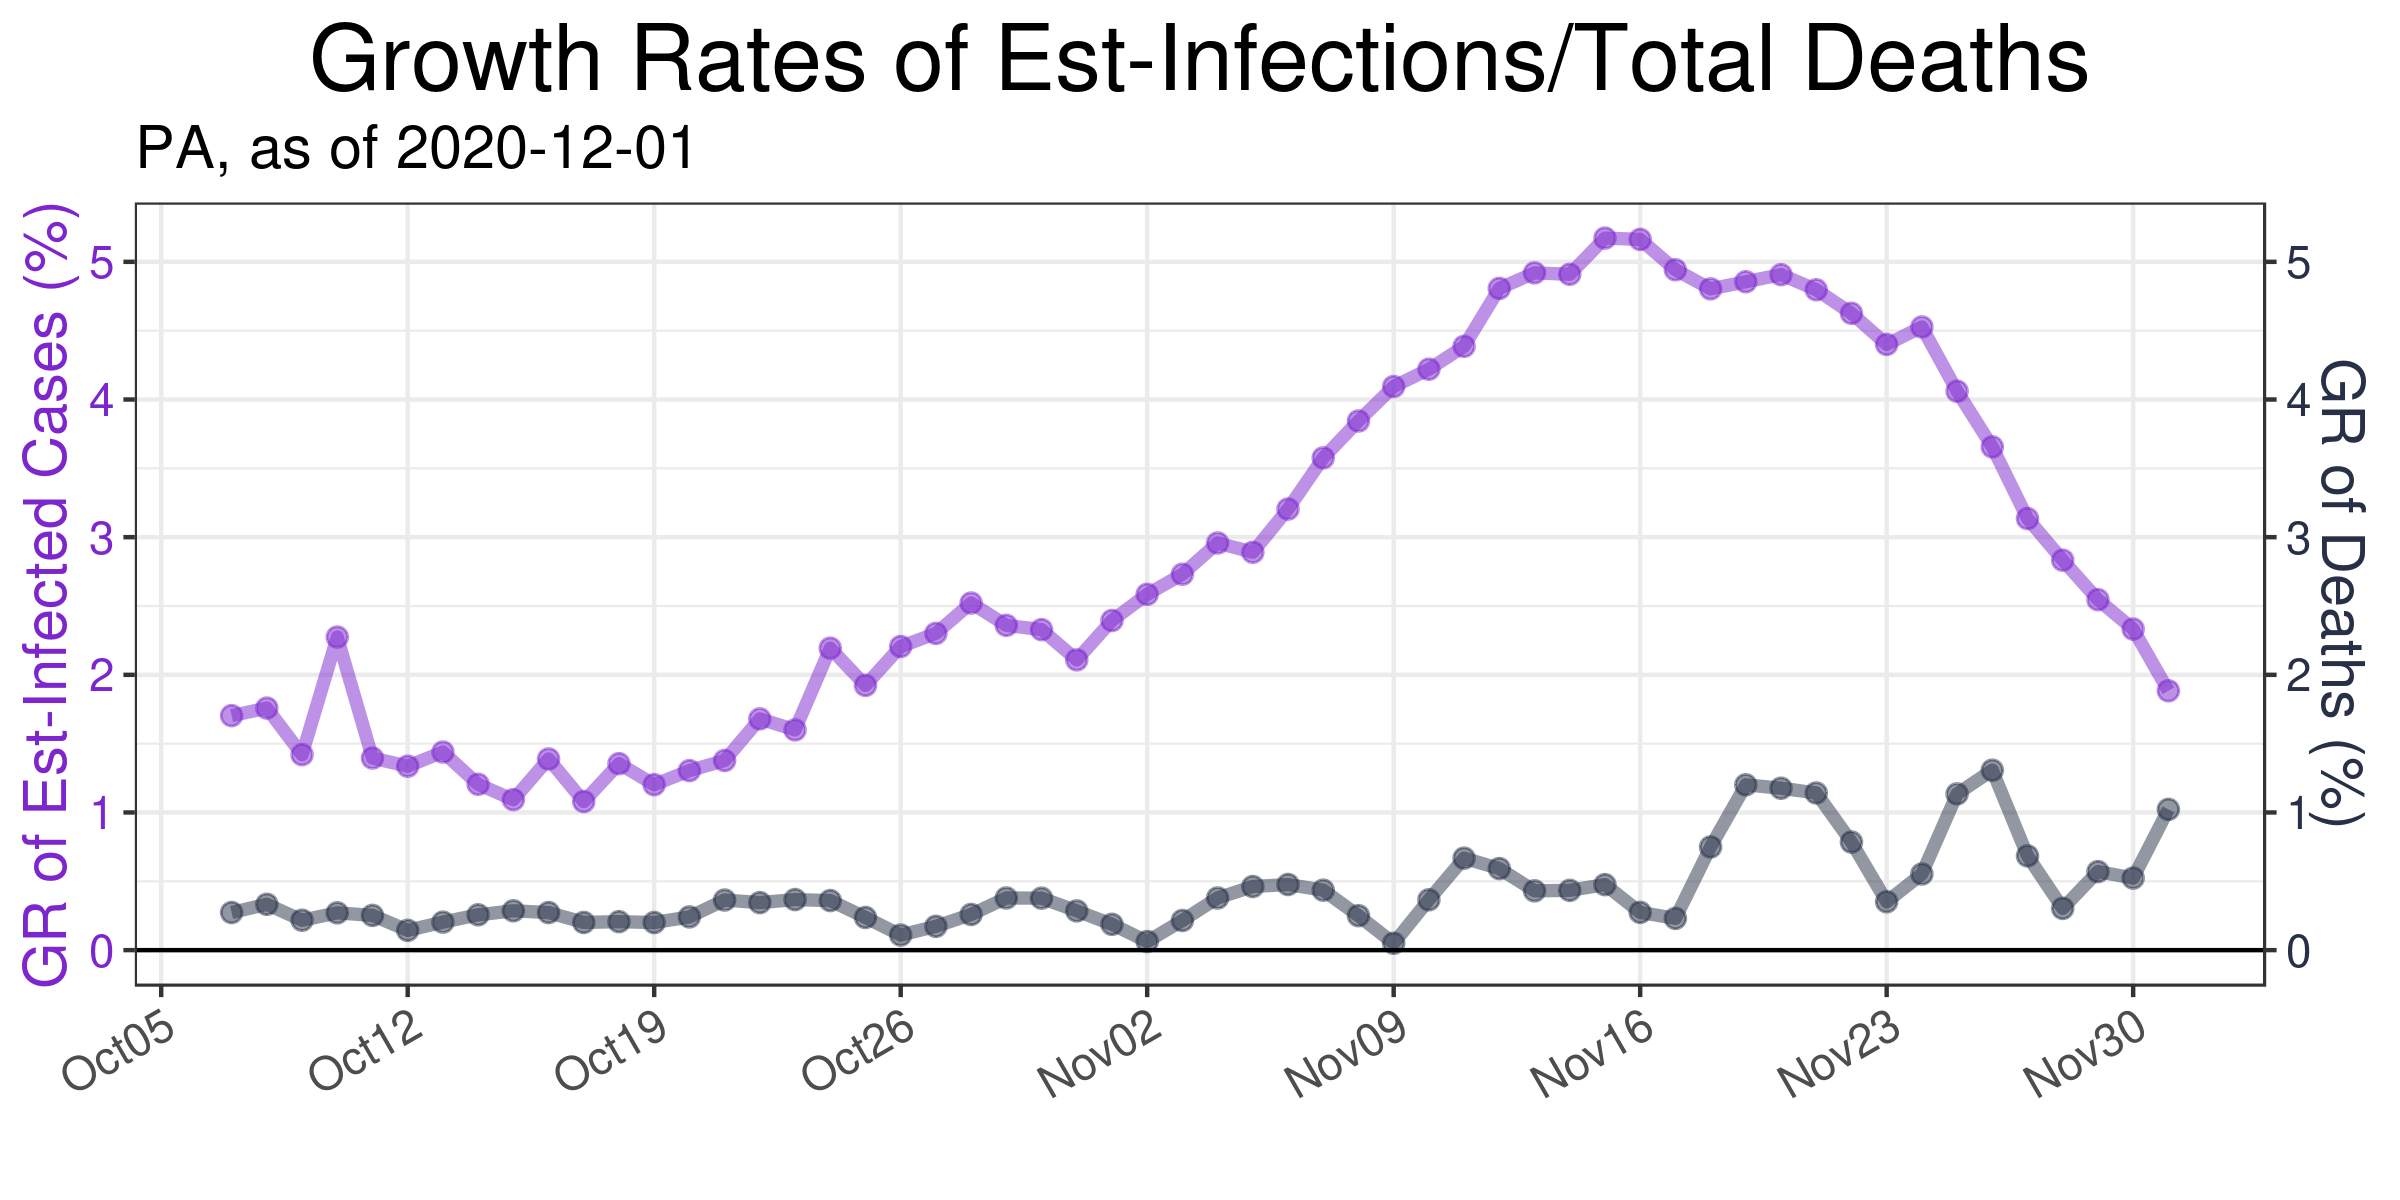 Growth Rates of Est-Infections/Total Deaths
PA, as of 2020-12-01
GR of Est-Infected Cases (%)
5
4
3
2
1
0
5
4
3
2
1
0
GR of Deaths (%)
Oct05
Oct12
Oct19
Oct26
Nov02
Nov09
Nov16
Nov23
Nov30